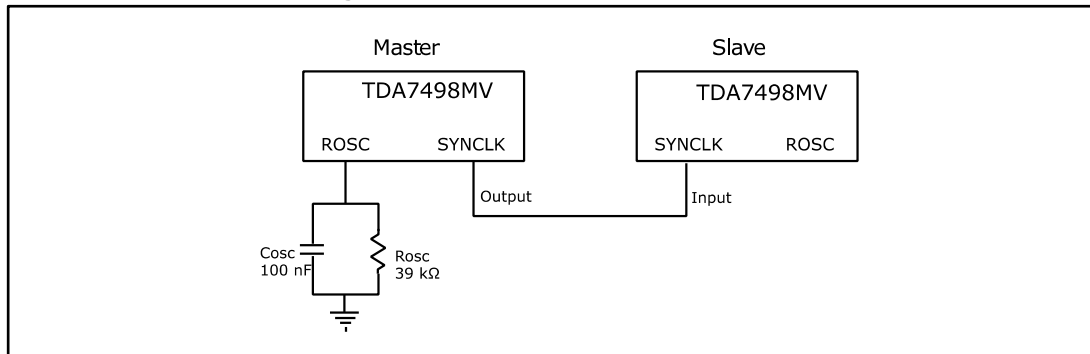 Master
Slave
TDA7498MV
TDA7498MV
ROSC
SYNCLK
SYNCLK
ROSC
Output
Input
Cosc
100 nF
Rosc
39 kΩ